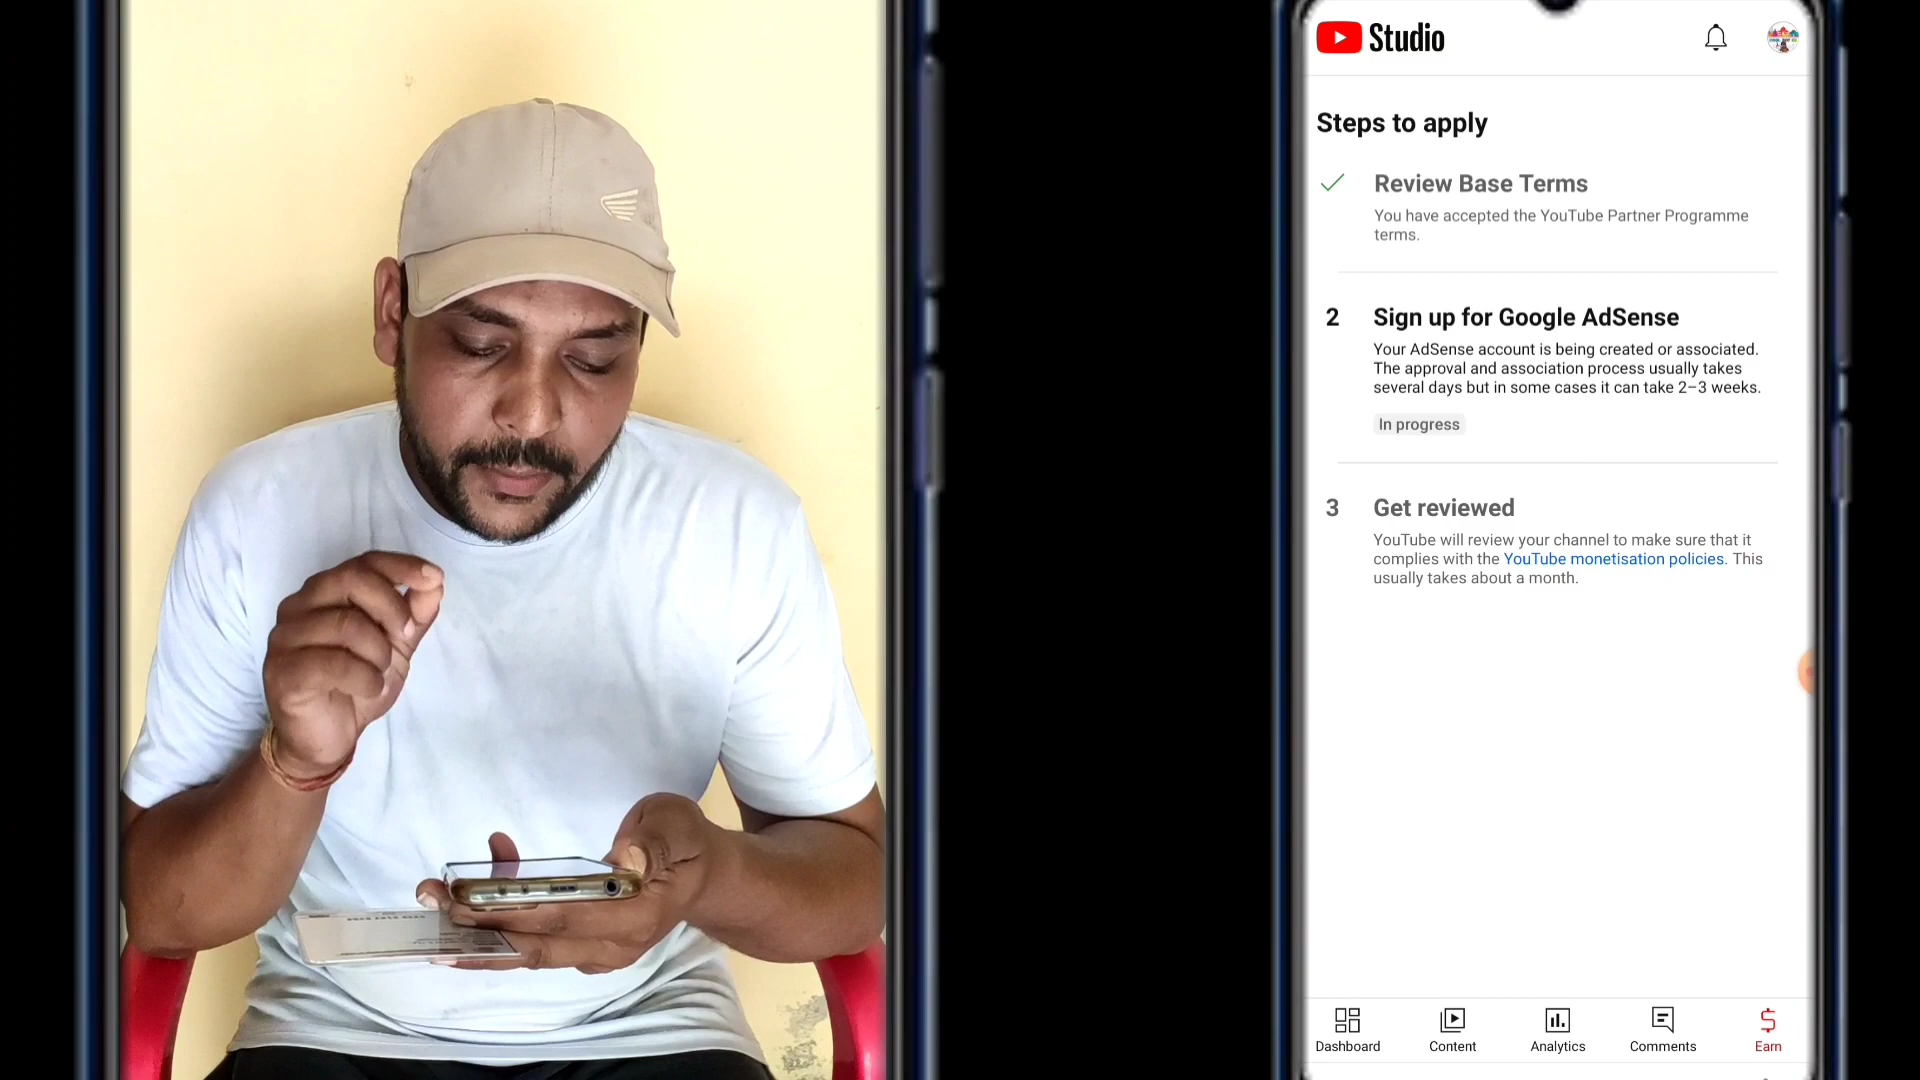 Studio
Steps to apply
Review Base Terms
You have accepted the YouTube Partner Programme
terms.
2 Sign up for Google AdSense
Your AdSense account is being created or associated.
The approval and association process usually takes
several days but in some cases it can take 2–3 weeks.
In progress
3 Get reviewed
YouTube will review your channel to make sure that it
complies with the YouTube monetisation policies. This
usually takes about a month.
Dashboard Content Analytics Comments Earn